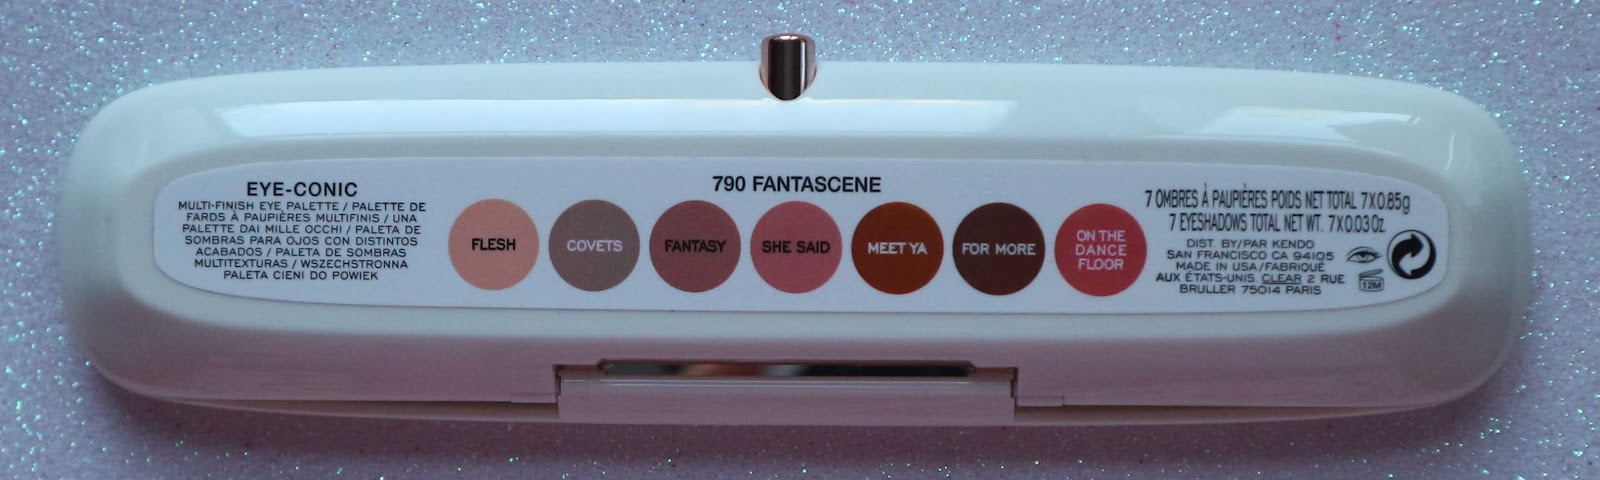 EYE-CONIC
MULTI-FINISH EYE PALETTE / PALETTE DE
FARDS À PAUPIÈRES MULTIFINIS / UNA
PALETTE DAI MILLE OCCHI / PALETA DE
SOMBRAS PARA OJOS CON DISTINTOS
ACABADOS / PALETA DE SOMBRAS
MULTITEXTURAS / WSZECHSTRONNA
PALETA CIENI DO POWIEK
790 FANTASCENE
FLESH
COVETS
FANTASY
SHE SAID
MEET YA
FOR MORE
ON THE
DANCE
FLOOR
7 OMBRES À PAUPIÈRES POIDS NET TOTAL 7X0.85g
7 EYESHADOWS TOTAL NET WT. 7X0.03 Oz.
DIST. BY/PAR KENDO
SAN FRANCISCO CA 94105
MADE IN USA/FABRIQUÉ
AUX ÉTATS-UNIS. CLEAR 2 RUE
BRULLER 75014 PARIS
12M